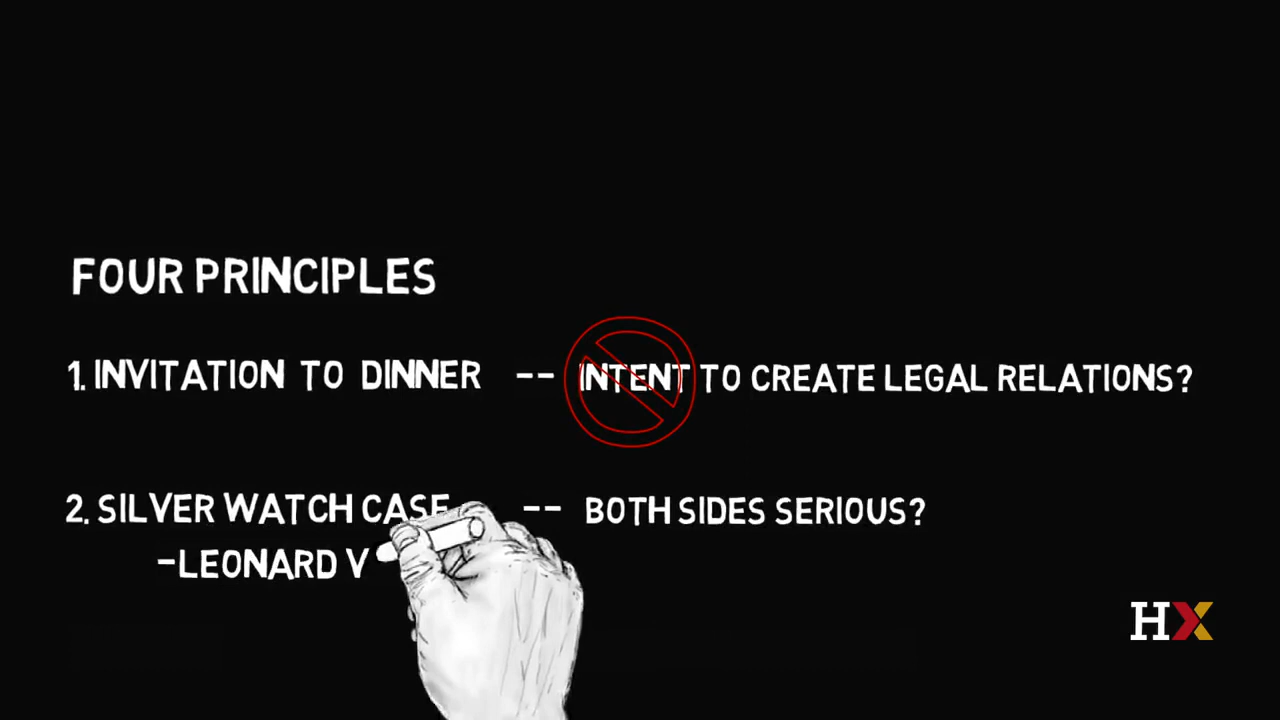 FOUR PRINCIPLES
1. INVITATION TO DINNER -- INTENT TO CREATE LEGAL RELATIONS?
2. SILVER WATCH CASE -- BOTH SIDES SERIOUS?
-LEONARD V
HX